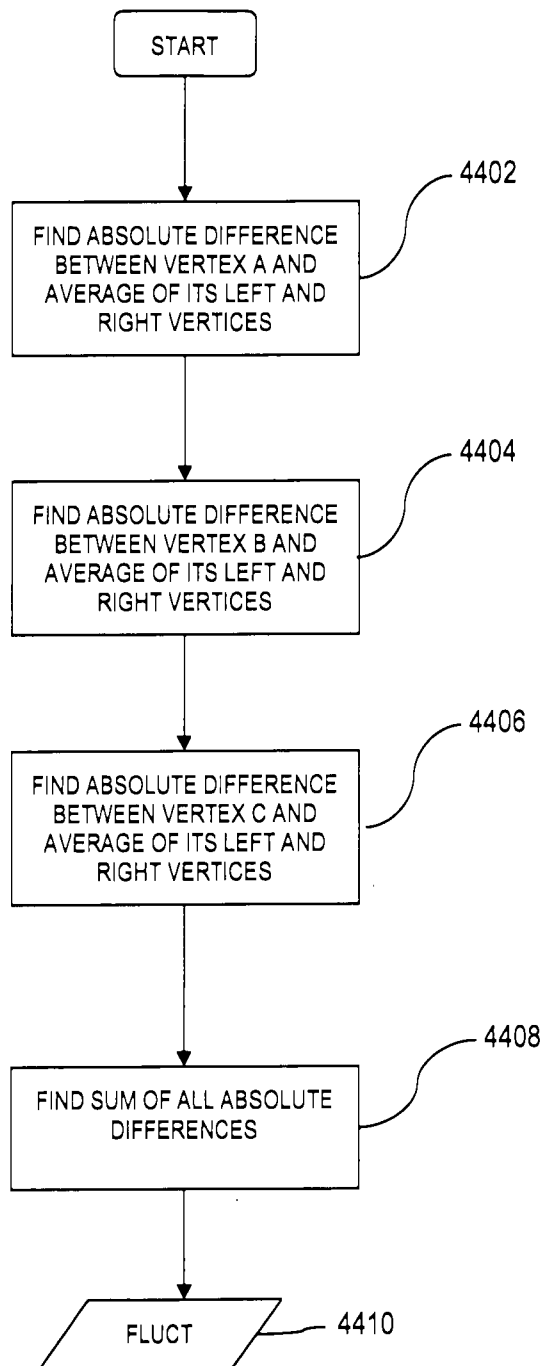 START
4402
FIND ABSOLUTE DIFFERENCE
BETWEEN VERTEX A AND
AVERAGE OF ITS LEFT AND
RIGHT VERTICES
4404
FIND ABSOLUTE DIFFERENCE
BETWEEN VERTEX B AND
AVERAGE OF ITS LEFT AND
RIGHT VERTICES
4406
FIND ABSOLUTE DIFFERENCE
BETWEEN VERTEX C AND
AVERAGE OF ITS LEFT AND
RIGHT VERTICES
4408
FIND SUM OF ALL ABSOLUTE
DIFFERENCES
FLUCT
4410